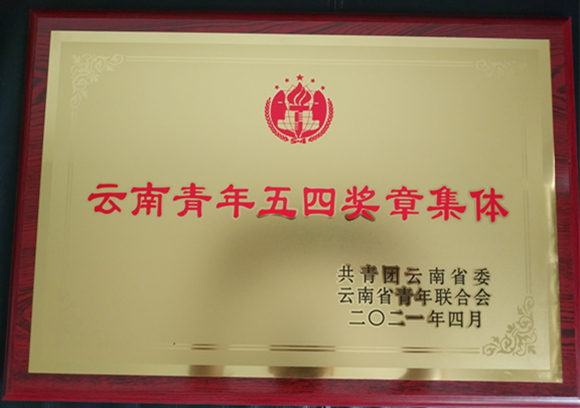 云南青年五四奖章集体
共青团云南省委
云南省青年联合会
二〇二一年四月